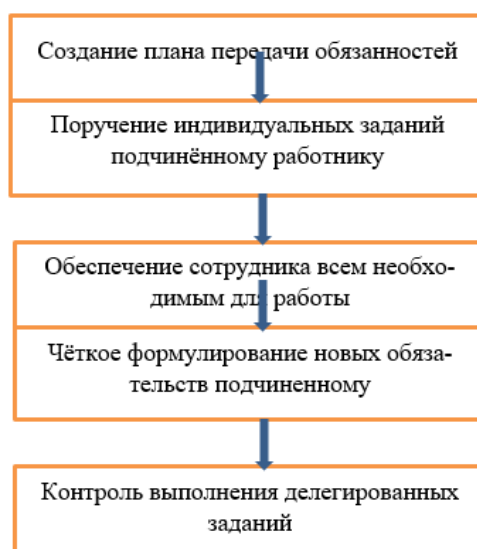 Создание плана передачи обязанностей
Поручение индивидуальных заданий
подчинённому работнику
Обеспечение сотрудника всем необхо-
димым для работы
Чёткое формулирование новых обяза-
тельств подчиненному
Контроль выполнения делегированных
заданий